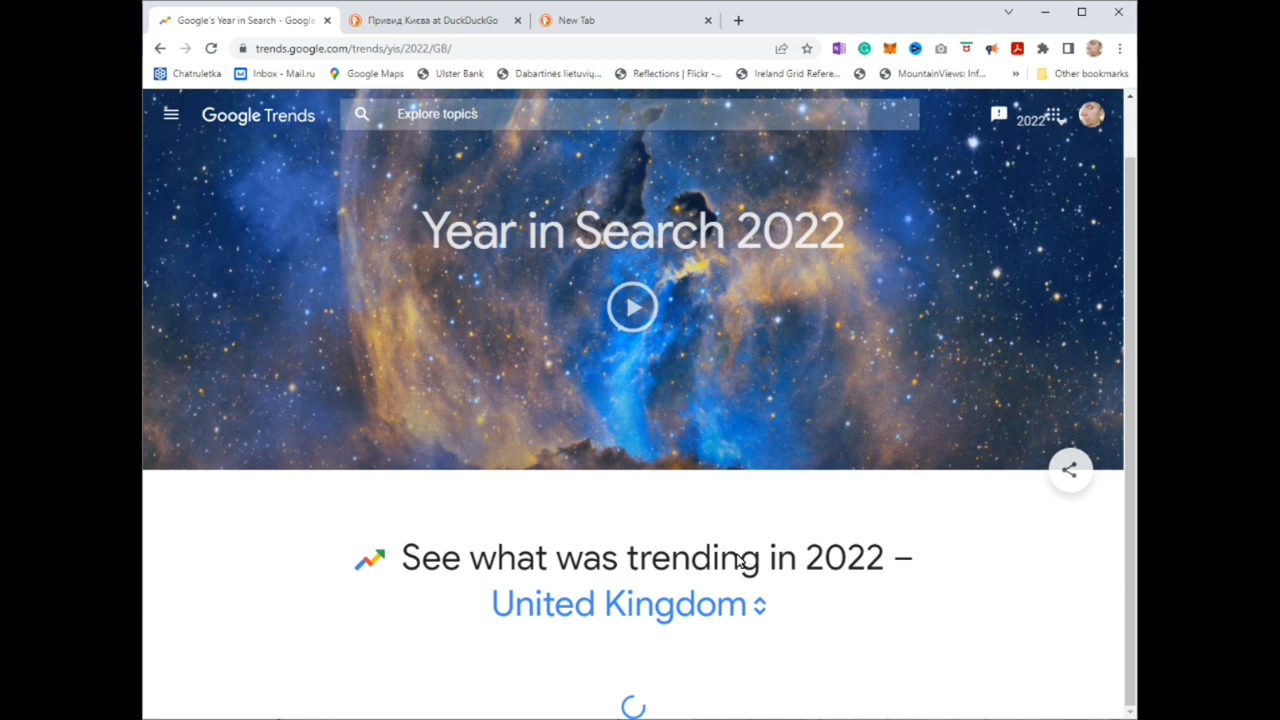 Google's Year in Search - Google
Привид Києва at DuckDuckGo
New Tab
trends.google.com/trends/yis/2022/GB/
Chatruletka
Inbox - Mail.ru
Google Maps
Ulster Bank
Dabartinės lietuvių...
Reflections | Flickr -...
Ireland Grid Refere...
MountainViews: Inf...
»
Other bookmarks
Google Trends
Explore topics
2022
Year in Search 2022
See what was trending in 2022 –
United Kingdom